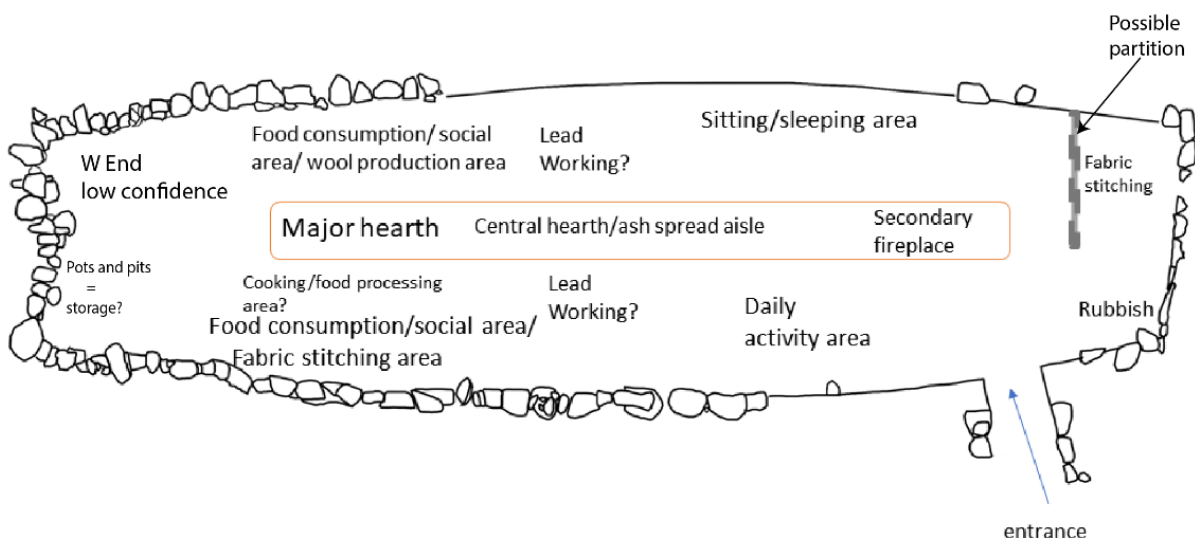 Possible
partition
Food consumption/ social
area/ wool production area
Lead
Working?
Sitting/sleeping area
W End
low confidence
Fabric
stitching
Major hearth
Central hearth/ash spread aisle
Secondary
fireplace
Pots and pits
=
storage?
Cooking/food processing
area?
Food consumption/social area/
Fabric stitching area
Lead
Working?
Daily
activity area
Rubbish
entrance